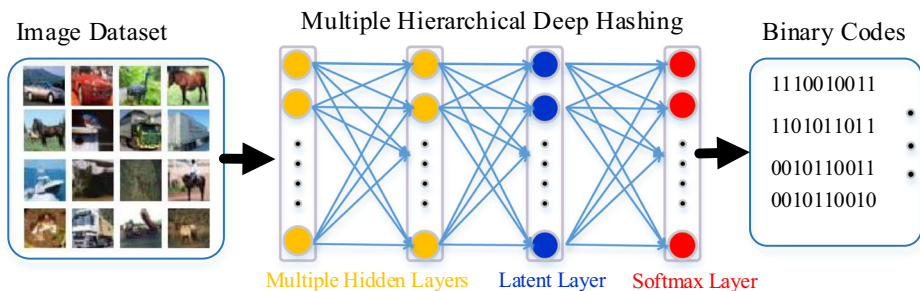 Multiple Hierarchical Deep Hashing
Image Dataset
Binary Codes
1110010011
1101011011
0010110011
0010110010
Multiple Hidden Layers
Latent Layer
Softmax Layer